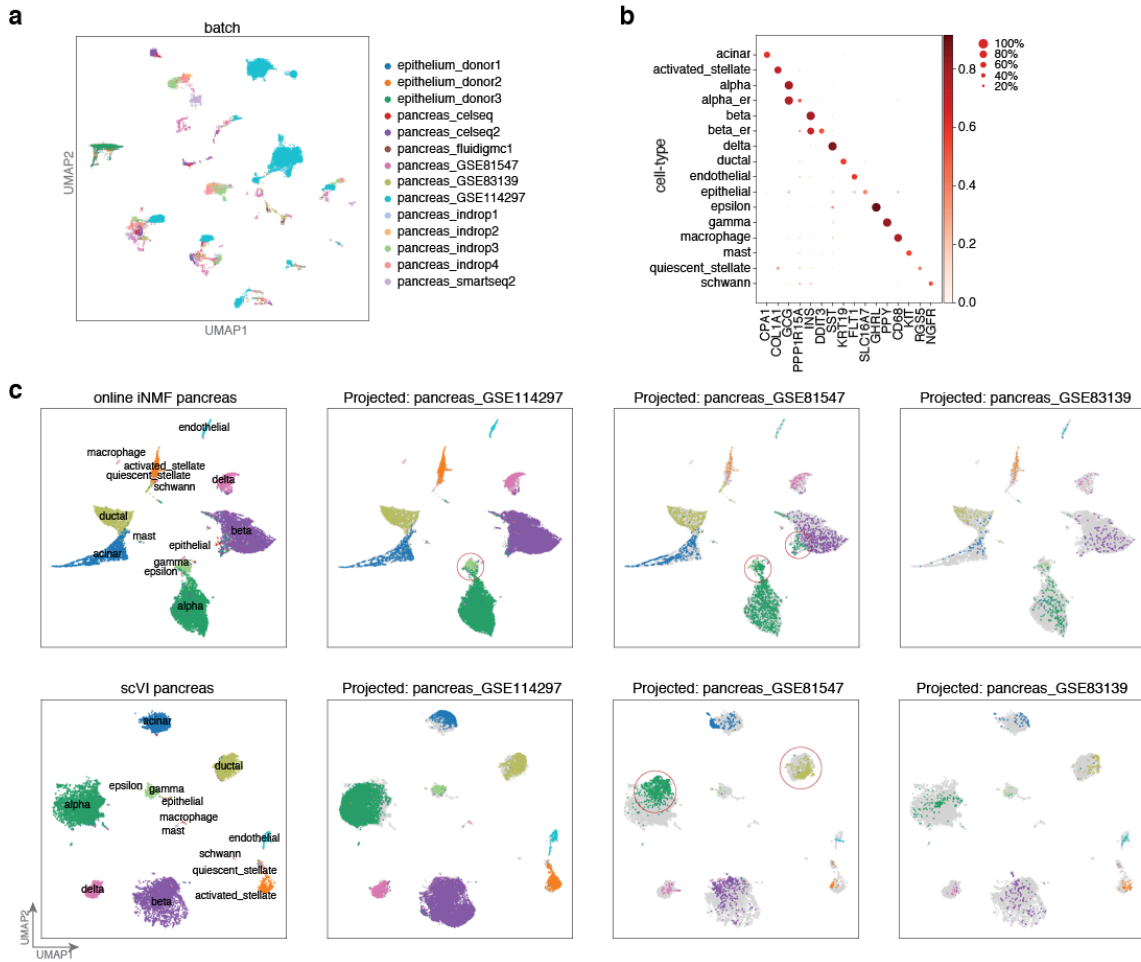 a
batch
UMAP2
UMAP1
epithelium_donor1
epithelium_donor2
epithelium_donor3
pancreas_celseq
pancreas_celseq2
pancreas_fluidigmc1
pancreas_GSE81547
pancreas_GSE83139
pancreas_GSE114297
pancreas_indrop1
pancreas_indrop2
pancreas_indrop3
pancreas_indrop4
pancreas_smartseq2
b
cell-type
acinar
activated_stellate
alpha
alpha_er
beta
beta_er
delta
ductal
endothelial
epithelial
epsilon
gamma
macrophage
mast
quiescent_stellate
schwann
CPA1
COL1A1
GCG
PPP1R15A
INS
DDIT3
SST
KRT19
FLT1
SLC16A7
GHRL
PPY
CD68
KIT
RGS5
NGFR
0.8
0.6
0.4
0.2
0.0
100%
80%
60%
40%
20%
c
online iNMF pancreas
endothelial
macrophage
activated_stellate
quiescent_stellate
schwann
delta
ductal
mast
beta
epithelial
acinar
gamma
epsilon
alpha
Projected: pancreas_GSE114297
Projected: pancreas_GSE81547
Projected: pancreas_GSE83139
scVI pancreas
acinar
ductal
epsilon
gamma
alpha
epithelial
macrophage
mast
endothelial
schwann
quiescent_stellate
delta
activated_stellate
beta
UMAP2
UMAP1
Projected: pancreas_GSE114297
Projected: pancreas_GSE81547
Projected: pancreas_GSE83139